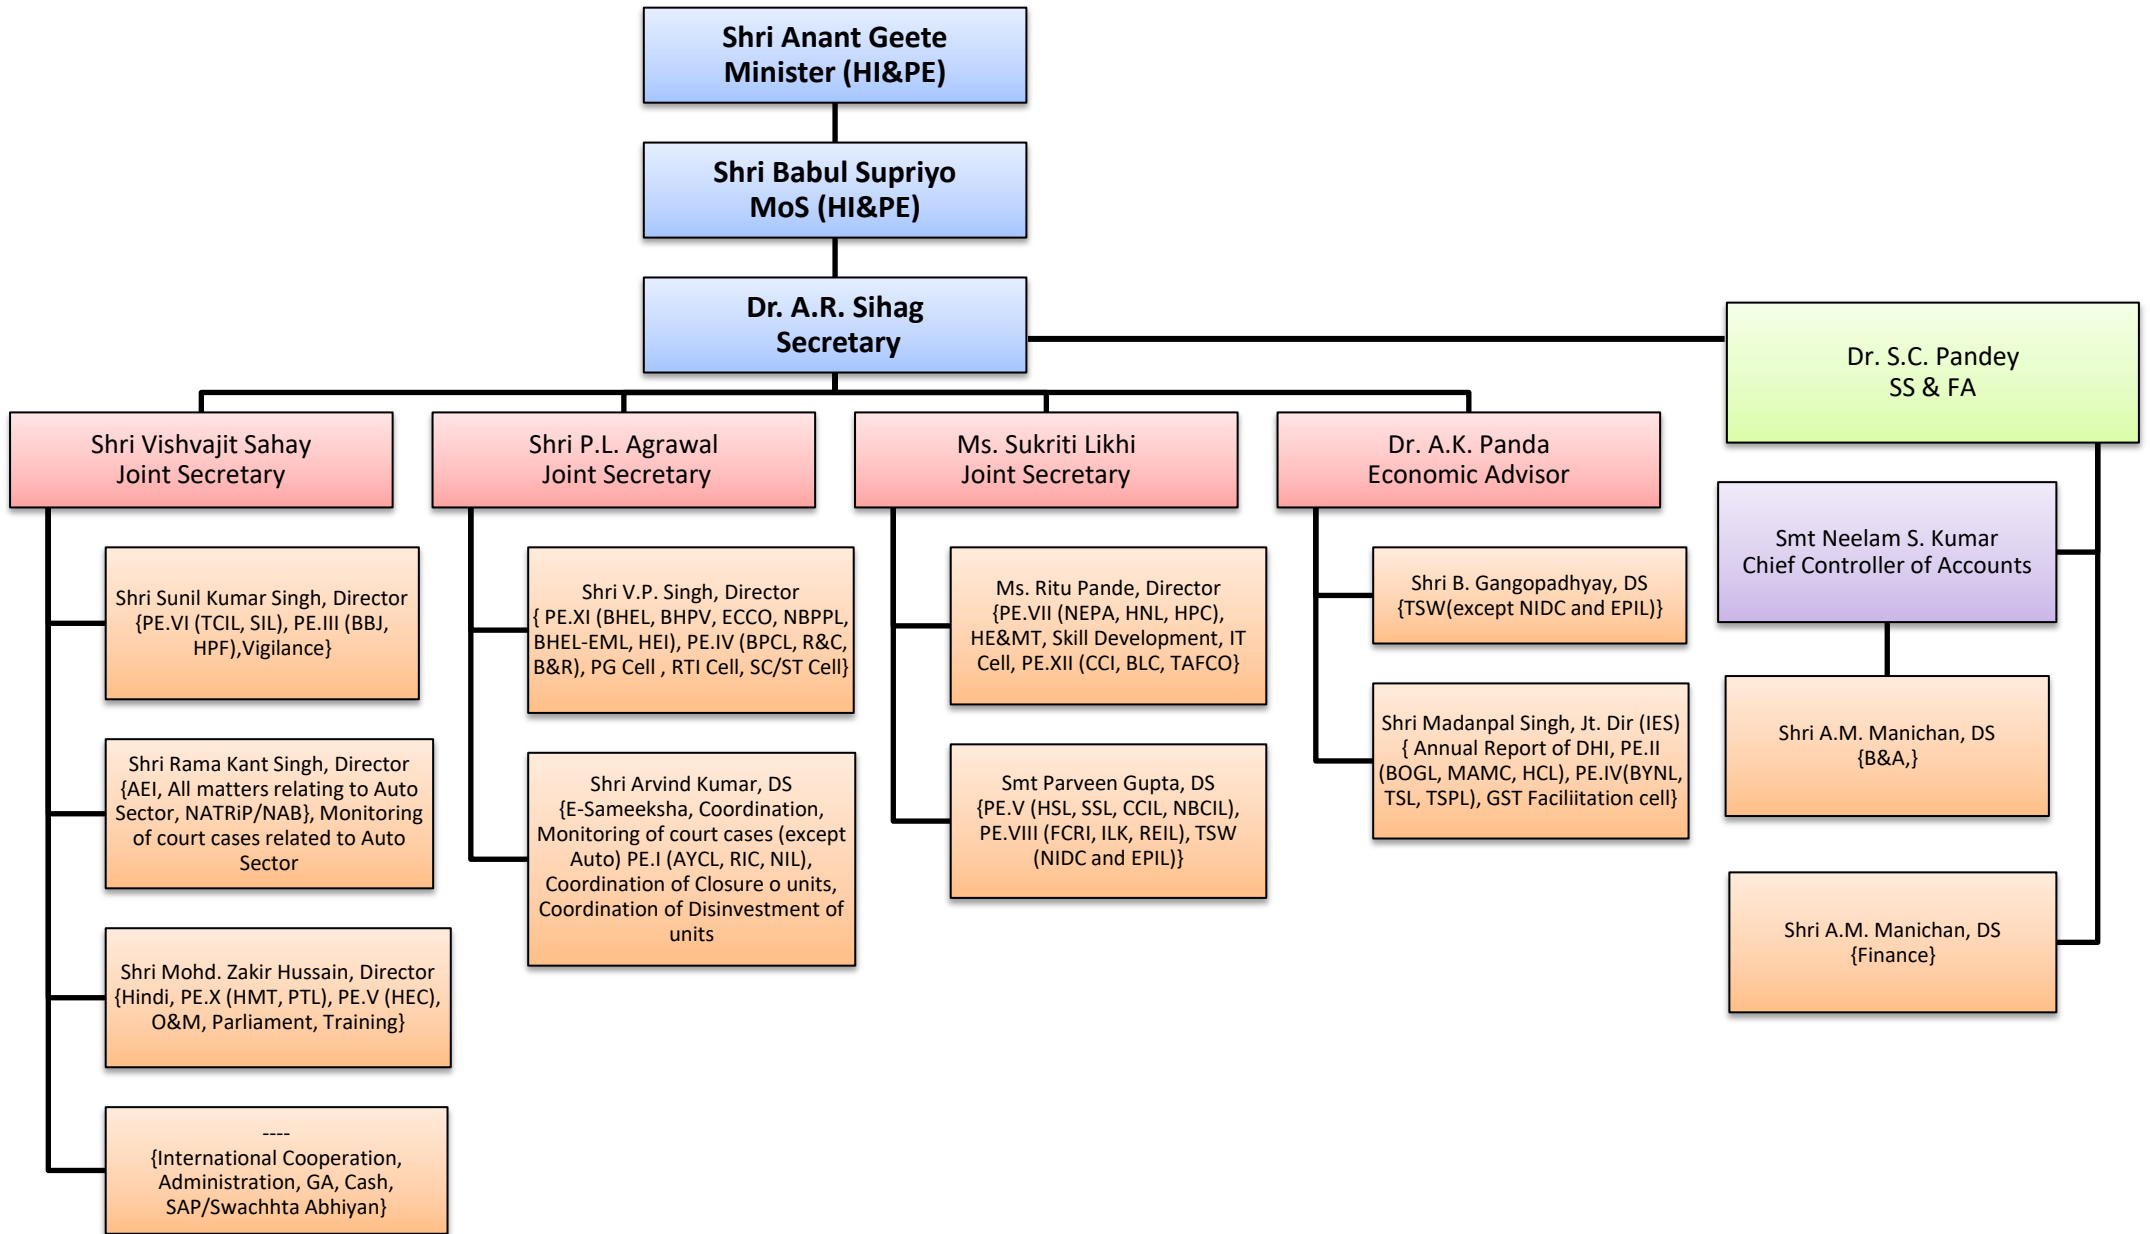 Shri Anant Geete
Minister (HI&PE)
Shri Babul Supriyo
MoS (HI&PE)
Dr. A.R. Sihag
Secretary
Dr. S.C. Pandey
SS & FA
Shri Vishvajit Sahay
Joint Secretary
Shri P.L. Agrawal
Joint Secretary
Ms. Sukriti Likhi
Joint Secretary
Dr. A.K. Panda
Economic Advisor
Shri Sunil Kumar Singh, Director
{PE.VI (TCIL, SIL), PE.III (BBJ,
HPF),Vigilance}
Shri Rama Kant Singh, Director
{AEI, All matters relating to Auto
Sector, NATRiP/NAB}, Monitoring
of court cases related to Auto
Sector
Shri Mohd. Zakir Hussain, Director
{Hindi, PE.X (HMT, PTL), PE.V (HEC),
O&M, Parliament, Training}
----
{International Cooperation,
Administration, GA, Cash,
SAP/Swachhta Abhiyan}
Shri V.P. Singh, Director
{ PE.XI (BHEL, BHPV, ECCO, NBPPL,
BHEL-EML, HEI), PE.IV (BPCL, R&C,
B&R), PG Cell , RTI Cell, SC/ST Cell}
Shri Arvind Kumar, DS
{E-Sameeksha, Coordination,
Monitoring of court cases (except
Auto) PE.I (AYCL, RIC, NIL),
Coordination of Closure o units,
Coordination of Disinvestment of
units
Ms. Ritu Pande, Director
{PE.VII (NEPA, HNL, HPC),
HE&MT, Skill Development, IT
Cell, PE.XII (CCI, BLC, TAFCO}
Smt Parveen Gupta, DS
{PE.V (HSL, SSL, CCIL, NBCIL),
PE.VIII (FCRI, ILK, REIL), TSW
(NIDC and EPIL)}
Shri B. Gangopadhyay, DS
{TSW(except NIDC and EPIL)}
Shri Madanpal Singh, Jt. Dir (IES)
{ Annual Report of DHI, PE.II
(BOGL, MAMC, HCL), PE.IV(BYNL,
TSL, TSPL), GST Faciliitation cell}
Smt Neelam S. Kumar
Chief Controller of Accounts
Shri A.M. Manichan, DS
{B&A,}
Shri A.M. Manichan, DS
{Finance}